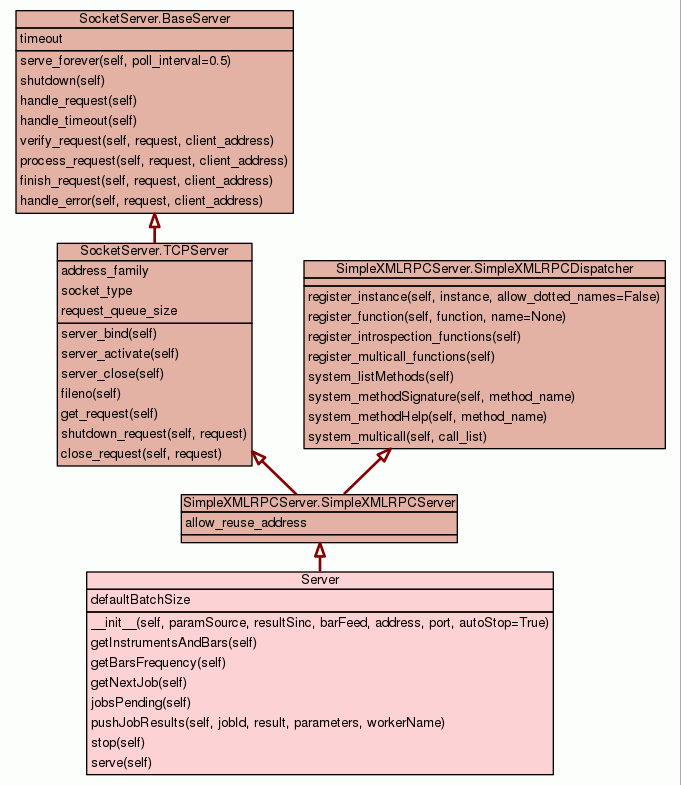 SocketServer.BaseServer
timeout
serve_forever(self, poll_interval=0.5)
shutdown(self)
handle_request(self)
handle_timeout(self)
verify_request(self, request, client_address)
process_request(self, request, client_address)
finish_request(self, request, client_address)
handle_error(self, request, client_address)
SocketServer.TCPServer
address_family
socket_type
request_queue_size
server_bind(self)
server_activate(self)
server_close(self)
fileno(self)
get_request(self)
shutdown_request(self, request)
close_request(self, request)
SimpleXMLRPCServer.SimpleXMLRPCDispatcher
register_instance(self, instance, allow_dotted_names=False)
register_function(self, function, name=None)
register_introspection_functions(self)
register_multicall_functions(self)
system_listMethods(self)
system_methodSignature(self, method_name)
system_methodHelp(self, method_name)
system_multicall(self, call_list)
SimpleXMLRPCServer.SimpleXMLRPCServer
allow_reuse_address
Server
defaultBatchSize
__init__(self, paramSource, resultSinc, barFeed, address, port, autoStop=True)
getInstrumentsAndBars(self)
getBarsFrequency(self)
getNextJob(self)
jobsPending(self)
pushJobResults(self, jobId, result, parameters, workerName)
stop(self)
serve(self)